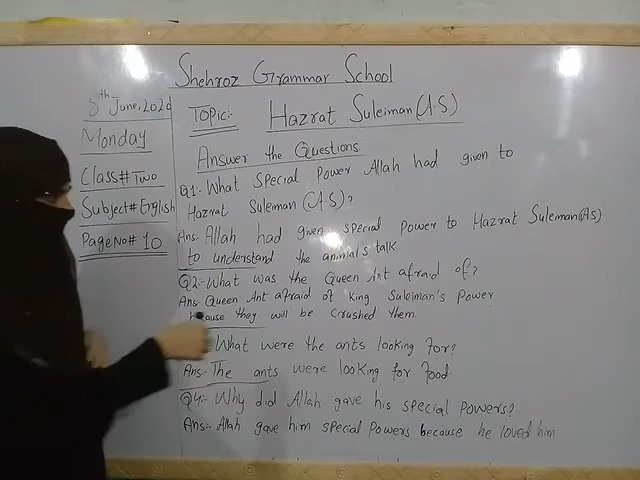 Shehroz Grammar School
th June, 2020
Monday
Class# Two
Subject# English
Page No# 10
Topic:- Hazrat Suleiman (A.S)
Answer the Questions
Q1:- What special Power Allah had given to
Hazrat Suleman (A.S)?
Ans:- Allah had given special power to Hazrat Suleman (AS)
to understand the animal's talk
Q2:- What was the Queen Ant afraid of?
Ans:- Queen Ant afraid of king Suleiman's Power
because they will be crushed them.
What were the ants looking for?
Ans:- The ants were looking for food.
Q4:- Why did Allah gave his special powers?
Ans:- Allah gave him special Powers because he loved him